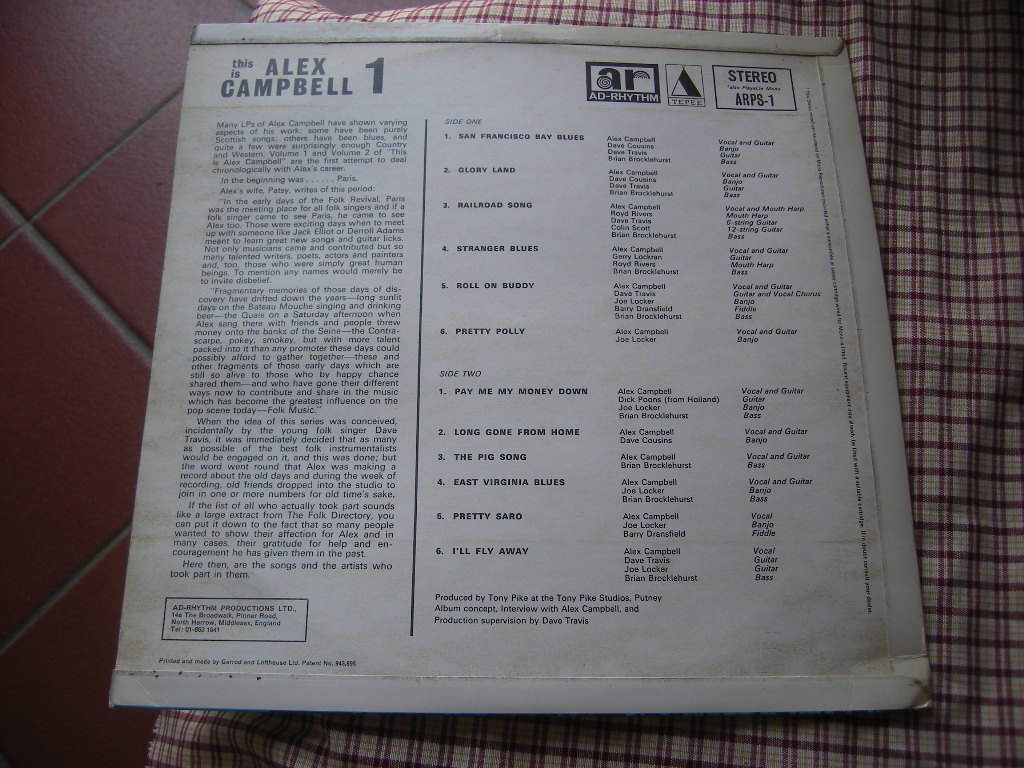 this is ALEX CAMPBELL 1
ar
AD-RHYTHM
TEPEE
STEREO
also Playable Mono
ARPS-1
Many LPs of Alex Campbell have shown varying
aspects of his work: some have been purely
Scottish songs; others have been blues, and
quite a few were surprisingly enough Country
and Western. Volume 1 and Volume 2 of "This
is Alex Campbell" are the first attempt to deal
chronologically with Alex's career.
In the beginning was . . . . . . Paris.
Alex's wife, Patsy, writes of this period:
"In the early days of the Folk Revival, Paris
was the meeting place for all folk singers and if a
folk singer came to see Paris, he came to see
Alex too. Those were exciting days when to meet
up with someone like Jack Elliot or Derroll Adams
meant to learn great new songs and guitar licks.
Not only musicians came and contributed but so
many talented writers, poets, actors and painters
and, too, those who were simply great human
beings. To mention any names would merely be
to invite disbelief.
"Fragmentary memories of those days of dis-
covery have drifted down the years—long sunlit
days on the Bateau Mouche singing and drinking
beer—the Quais on a Saturday afternoon when
Alex sang there with friends and people threw
money onto the banks of the Seine—the Contra-
scarpe, pokey, smokey, but with more talent
packed into it than any promoter these days could
possibly afford to gather together—these and
other fragments of those early days which are
still so alive to those who by happy chance
shared them—and who have gone their different
ways now to contribute and share in the music
which has become the greatest influence on the
pop scene today—Folk Music."
When the idea of this series was conceived,
incidentally by the young folk singer Dave
Travis, it was immediately decided that as many
as possible of the best folk instrumentalists
would be engaged on it, and this was done; but
the word went round that Alex was making a
record about the old days and during the week of
recording, old friends dropped into the studio to
join in one or more numbers for old time's sake.
If the list of all who actually took part sounds
like a large extract from The Folk Directory, you
can put it down to the fact that so many people
wanted to show their affection for Alex and in
many cases, their gratitude for help and en-
couragement he has given them in the past.
Here then, are the songs and the artists who
took part in them.
AD-RHYTHM PRODUCTIONS LTD.,
14a The Broadwalk, Pinner Road,
North Harrow, Middlesex, England
Tel: 01-863 1841
Printed and made by Garrod and Lofthouse Ltd. Patent No. 943,895
SIDE ONE
1. SAN FRANCISCO BAY BLUES Alex Campbell Vocal and Guitar
Dave Cousins Banjo
Dave Travis Guitar
Brian Brocklehurst Bass
2. GLORY LAND Alex Campbell Vocal and Guitar
Dave Cousins Banjo
Dave Travis Guitar
Brian Brocklehurst Bass
3. RAILROAD SONG Alex Campbell Vocal and Mouth Harp
Royd Rivers Mouth Harp
Dave Travis 6-string Guitar
Colin Scott 12-string Guitar
Brian Brocklehurst Bass
4. STRANGER BLUES Alex Campbell Vocal and Guitar
Gerry Lockran Guitar
Royd Rivers Mouth Harp
Brian Brocklehurst Bass
5. ROLL ON BUDDY Alex Campbell Vocal and Guitar
Dave Travis Guitar and Vocal Chorus
Joe Locker Banjo
Barry Dransfield Fiddle
Brian Brocklehurst Bass
6. PRETTY POLLY Alex Campbell Vocal and Guitar
Joe Locker Banjo
SIDE TWO
1. PAY ME MY MONEY DOWN Alex Campbell Vocal and Guitar
Dick Poons (from Holland) Guitar
Joe Locker Banjo
Brian Brocklehurst Bass
2. LONG GONE FROM HOME Alex Campbell Vocal and Guitar
Dave Cousins Banjo
3. THE PIG SONG Alex Campbell Vocal and Guitar
Brian Brocklehurst Bass
4. EAST VIRGINIA BLUES Alex Campbell Vocal and Guitar
Joe Locker Banjo
Brian Brocklehurst Bass
5. PRETTY SARO Alex Campbell Vocal
Joe Locker Banjo
Barry Dransfield Fiddle
6. I'LL FLY AWAY Alex Campbell Vocal
Dave Travis Guitar
Joe Locker Guitar
Brian Brocklehurst Bass
Produced by Tony Pike at the Tony Pike Studios, Putney
Album concept, Interview with Alex Campbell, and
Production supervision by Dave Travis